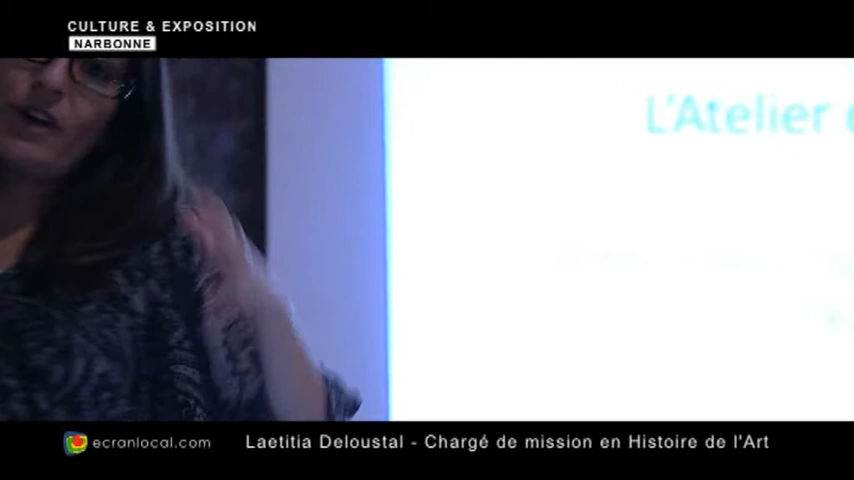 CULTURE & EXPOSITION
NARBONNE
L'Atelier
ecranlocal.com
Laetitia Deloustal - Chargé de mission en Histoire de l'Art